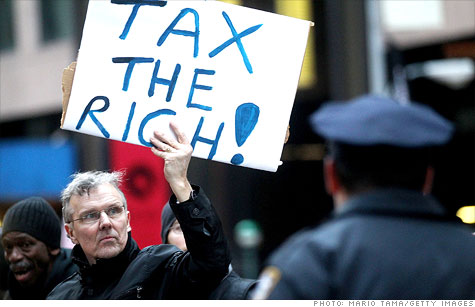 TAX
THE
RICH!
PHOTO: MARIO TAMA/GETTY IMAGES